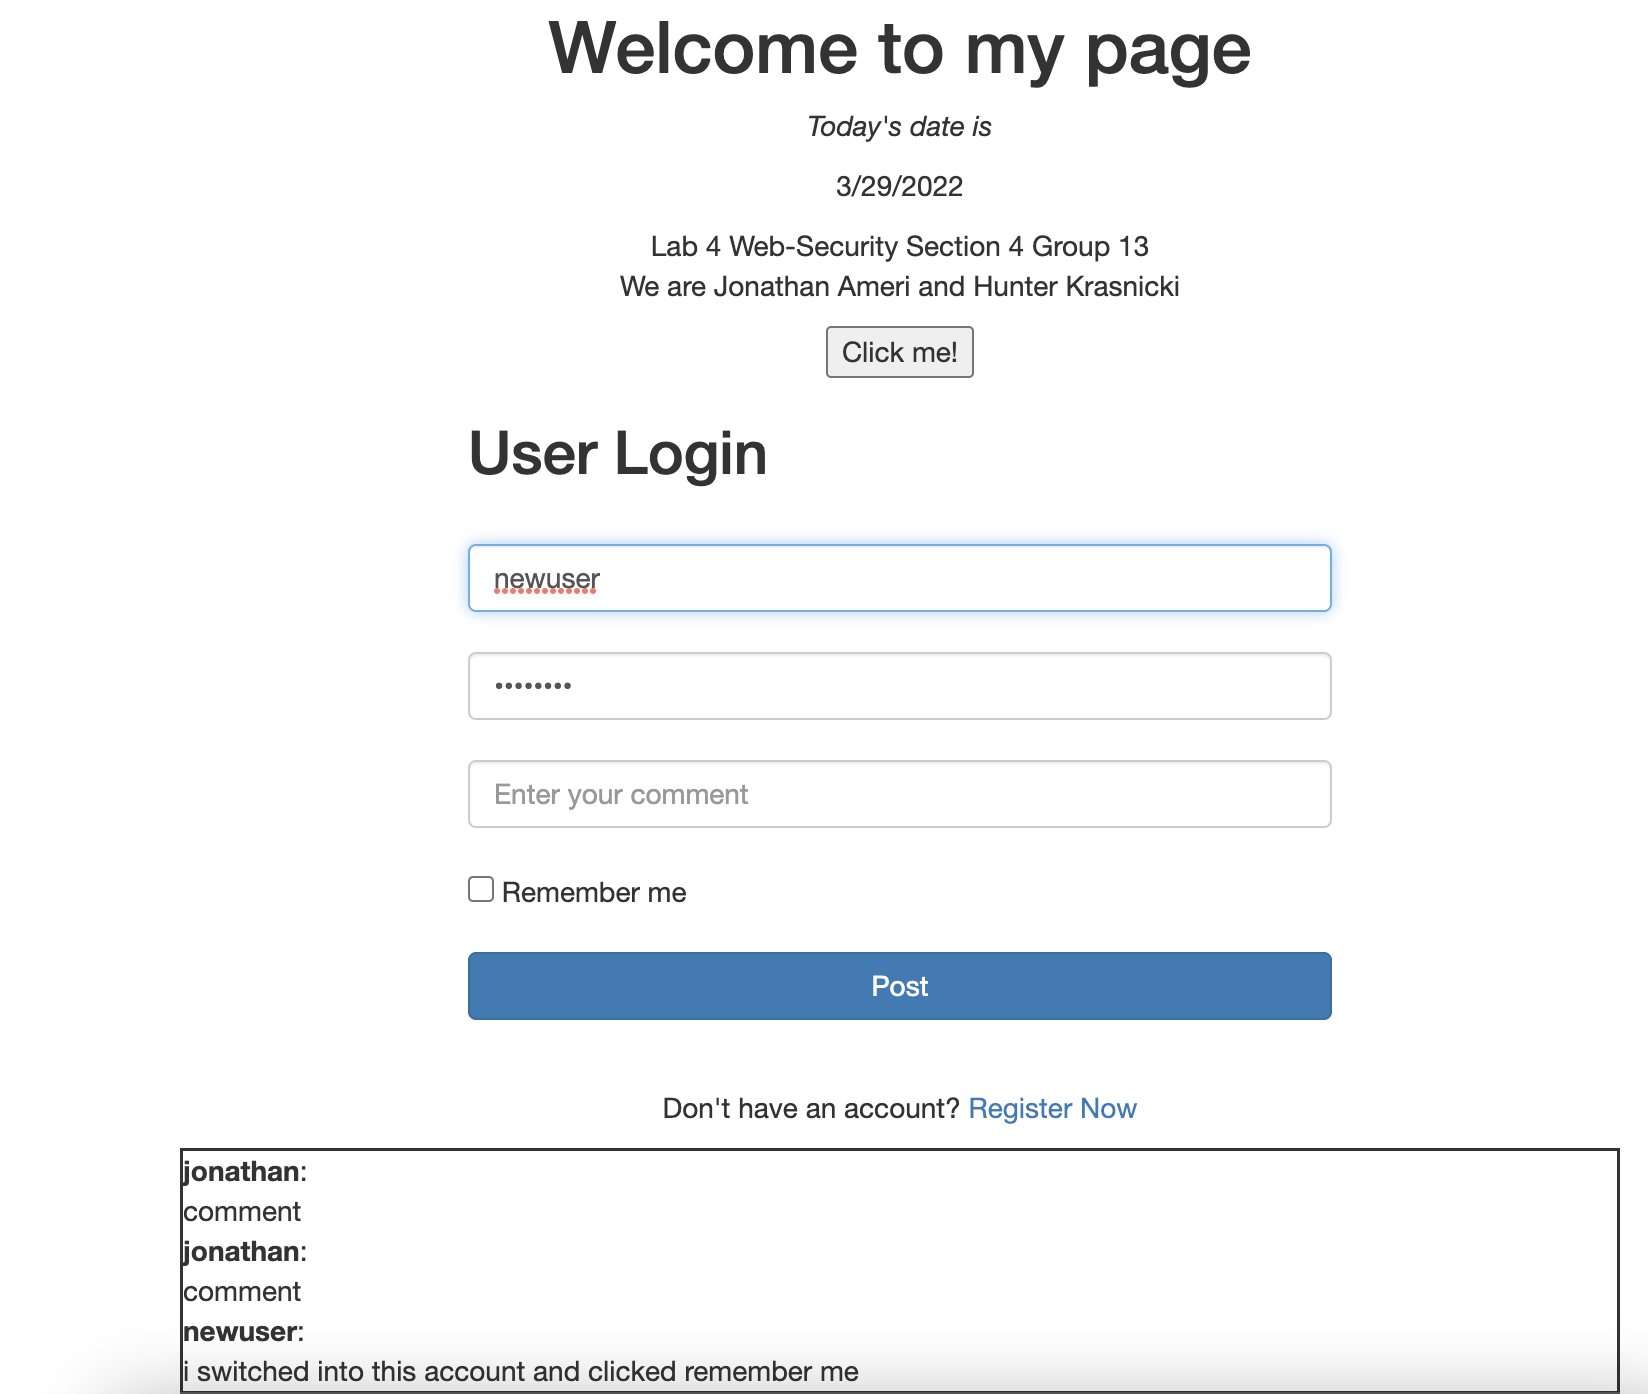 Welcome to my page
Today's date is
3/29/2022
Lab 4 Web-Security Section 4 Group 13
We are Jonathan Ameri and Hunter Krasnicki
Click me!
User Login
newuser
••••••••
Enter your comment
Remember me
Post
Don't have an account? Register Now
jonathan:
comment
jonathan:
comment
newuser:
i switched into this account and clicked remember me